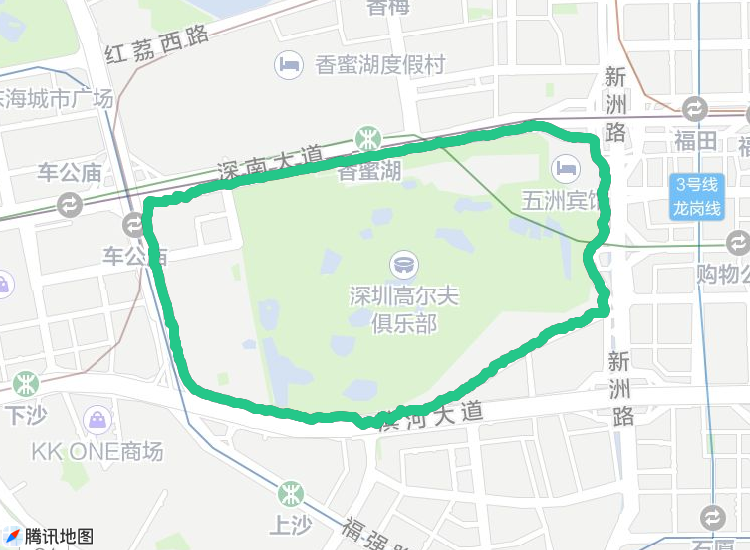 香梅
红荔西路
香蜜湖度假村
新洲路
东海城市广场
福田
深南大道
香蜜湖
车公庙
3号线
龙岗线
五洲宾馆
车公庙
购物公
深圳高尔夫
俱乐部
新洲路
下沙
滨河大道
KK ONE商场
上沙
福强路
石厦
腾讯地图